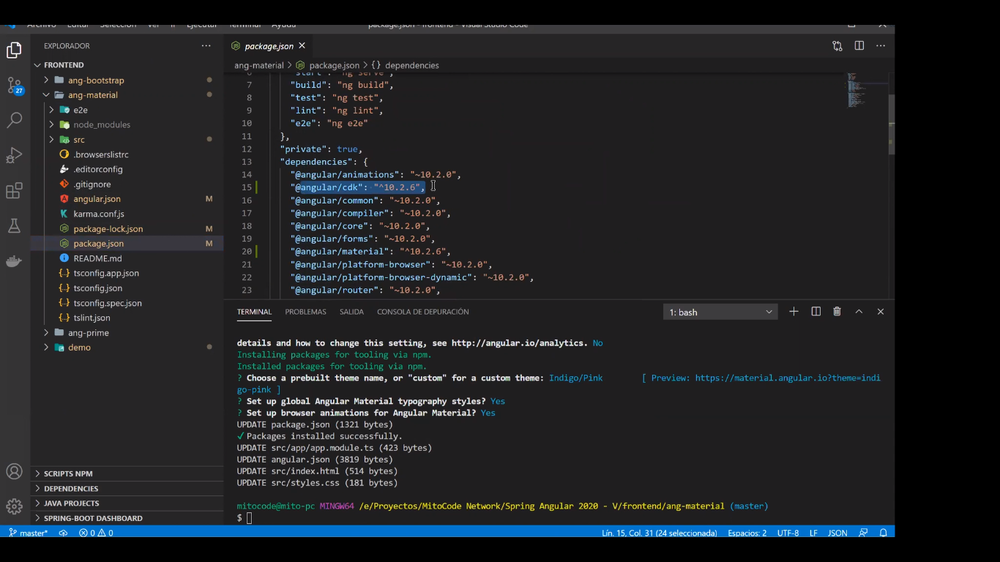 Archivo Editar Selección Ver Ir Ejecutar Terminal Ayuda
package.json - frontend - Visual Studio Code
EXPLORADOR
FRONTEND
ang-bootstrap
ang-material
e2e
node_modules
src
.browserslistrc
.editorconfig
.gitignore
angular.json M
karma.conf.js
package-lock.json M
package.json M
README.md
tsconfig.app.json
tsconfig.json
tsconfig.spec.json
tslint.json
ang-prime
demo
SCRIPTS NPM
DEPENDENCIES
JAVA PROJECTS
SPRING-BOOT DASHBOARD
27
package.json
ang-material > package.json > {} dependencies
6 "start": "ng serve",
7 "build": "ng build",
8 "test": "ng test",
9 "lint": "ng lint",
10 "e2e": "ng e2e"
11 },
12 "private": true,
13 "dependencies": {
14 "@angular/animations": "~10.2.0",
15 "@angular/cdk": "^10.2.6",
16 "@angular/common": "~10.2.0",
17 "@angular/compiler": "~10.2.0",
18 "@angular/core": "~10.2.0",
19 "@angular/forms": "~10.2.0",
20 "@angular/material": "^10.2.6",
21 "@angular/platform-browser": "~10.2.0",
22 "@angular/platform-browser-dynamic": "~10.2.0",
23 "@angular/router": "~10.2.0",
TERMINAL PROBLEMAS SALIDA CONSOLA DE DEPURACIÓN 1: bash
details and how to change this setting, see http://angular.io/analytics. No
Installing packages for tooling via npm.
Installed packages for tooling via npm.
? Choose a prebuilt theme name, or "custom" for a custom theme: Indigo/Pink [ Preview: https://material.angular.io?theme=indi
go-pink ]
? Set up global Angular Material typography styles? Yes
? Set up browser animations for Angular Material? Yes
UPDATE package.json (1321 bytes)
✓ Packages installed successfully.
UPDATE src/app/app.module.ts (423 bytes)
UPDATE angular.json (3819 bytes)
UPDATE src/index.html (514 bytes)
UPDATE src/styles.css (181 bytes)
mitocode@mito-pc MINGW64 /e/Proyectos/MitoCode Network/Spring Angular 2020 - V/frontend/ang-material (master)
$
master* 0 0 Lín. 15, Col. 31 (24 seleccionada) Espacios: 2 UTF-8 LF JSON